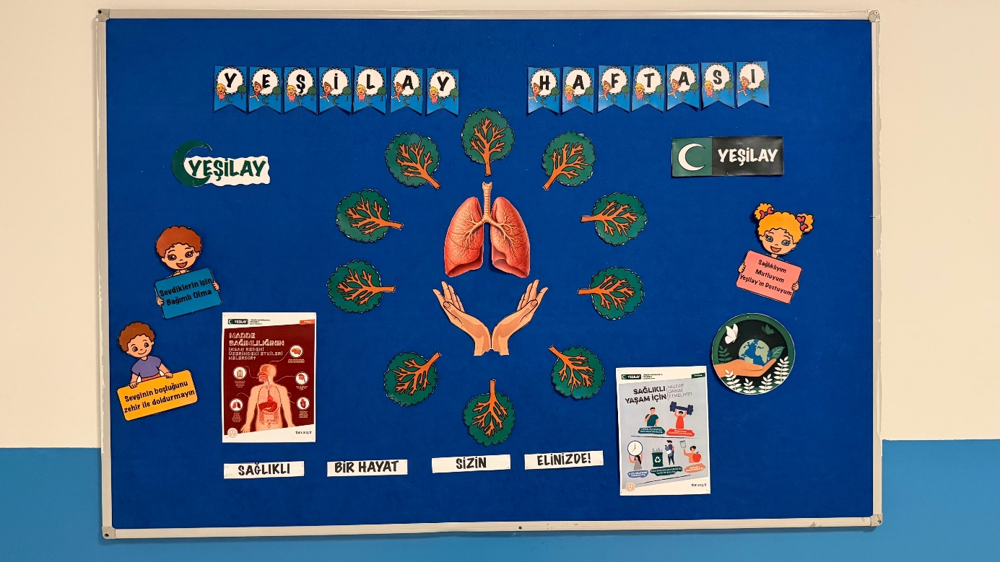 YEŞİLAY HAFTASI
YEŞİLAY
YEŞİLAY
Sevdiklerin için
Bağımlı Olma
Sağlıklıyım
Mutluyum
Yeşilay'ın Dostuyum
Sevginin boşluğunu
zehir ile doldurmayın
YEŞİLAY
MADDE
BAĞIMLILIĞININ
İNSAN BEDENİ
ÜZERİNDEKİ ETKİLERİ
NELERDİR?
tbm.org.tr
YEŞİLAY
SAĞLIKLI
YAŞAM İÇİN
NELERE
DİKKAT
ETMELİYİZ?
tbm.org.tr
SAĞLIKLI BİR HAYAT SİZİN ELİNİZDE!